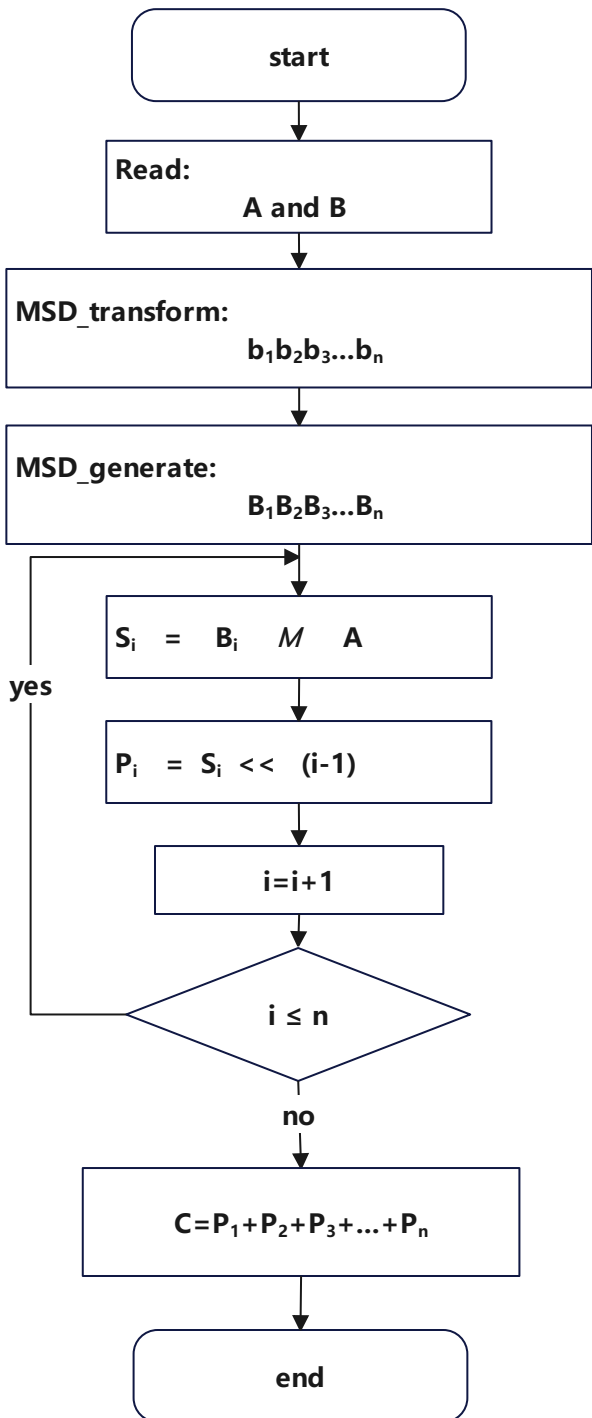 start
Read:
A and B
MSD_transform:
b₁b₂b₃...bₙ
MSD_generate:
B₁B₂B₃...Bₙ
Sᵢ = Bᵢ M A
yes
Pᵢ = Sᵢ << (i-1)
i=i+1
i ≤ n
no
C=P₁+P₂+P₃+...+Pₙ
end